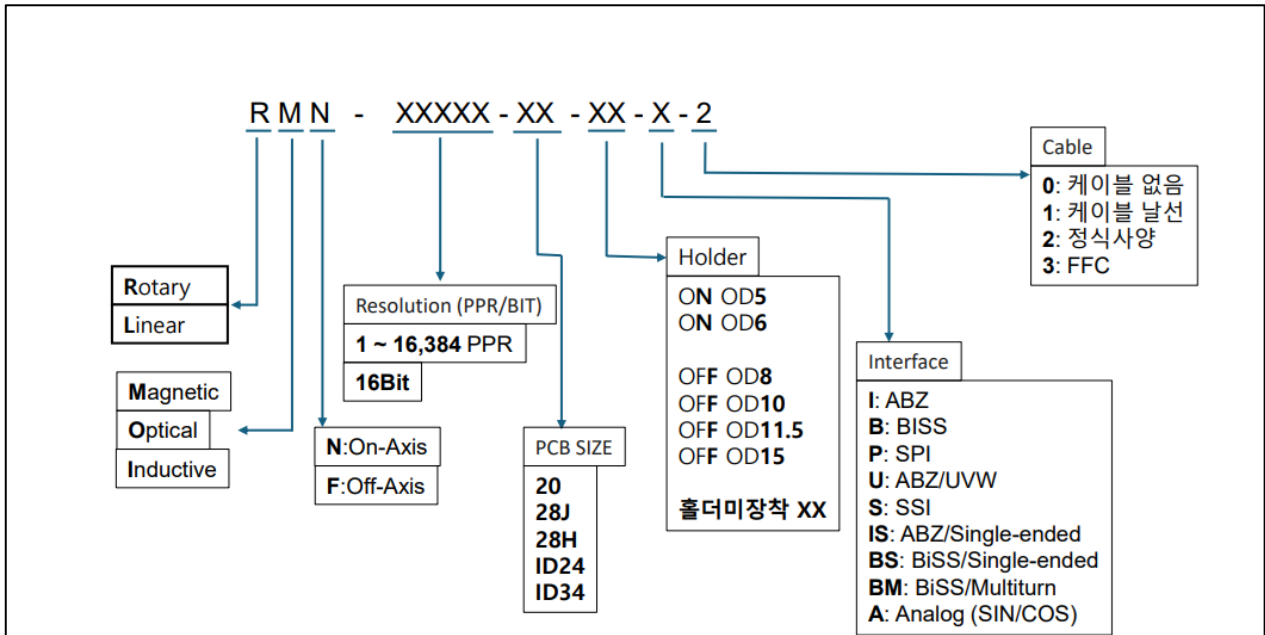 R M N - XXXXX - XX - XX - X - 2
Rotary
Linear
Magnetic
Optical
Inductive
N:On-Axis
F:Off-Axis
Resolution (PPR/BIT)
1 ~ 16,384 PPR
16Bit
PCB SIZE
20
28J
28H
ID24
ID34
Holder
ON OD5
ON OD6
OFF OD8
OFF OD10
OFF OD11.5
OFF OD15
홀더미장착 XX
Interface
I: ABZ
B: BISS
P: SPI
U: ABZ/UVW
S: SSI
IS: ABZ/Single-ended
BS: BiSS/Single-ended
BM: BiSS/Multiturn
A: Analog (SIN/COS)
Cable
0: 케이블 없음
1: 케이블 날선
2: 정식사양
3: FFC